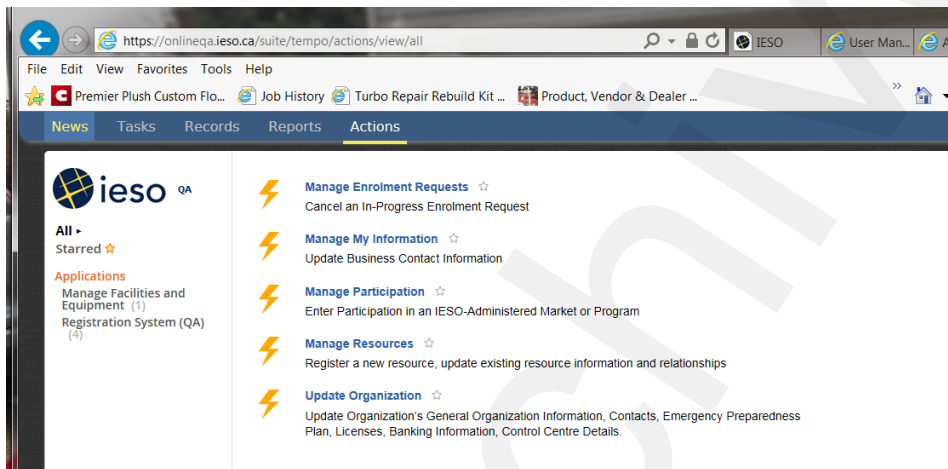 https://onlineqa.ieso.ca/suite/tempo/actions/view/all
IESO
User Man...
File Edit View Favorites Tools Help
Premier Plush Custom Flo...
Job History
Turbo Repair Rebuild Kit ...
Product, Vendor & Dealer ...
News Tasks Records Reports Actions
ieso QA
All
Starred
Applications
Manage Facilities and
Equipment (1)
Registration System (QA)
(4)
Manage Enrolment Requests
Cancel an In-Progress Enrolment Request
Manage My Information
Update Business Contact Information
Manage Participation
Enter Participation in an IESO-Administered Market or Program
Manage Resources
Register a new resource, update existing resource information and relationships
Update Organization
Update Organization's General Organization Information, Contacts, Emergency Preparedness
Plan, Licenses, Banking Information, Control Centre Details.